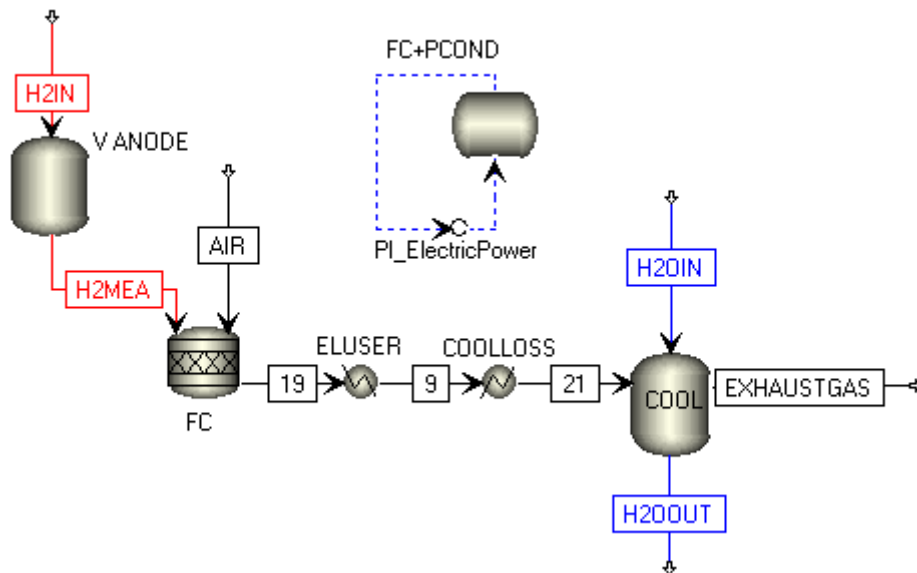 FC+PCOND
H2IN
V ANODE
AIR
PI_ElectricPower
H2OIN
H2MEA
ELUSER
COOLLOSS
19
9
21
COOL
EXHAUSTGAS
FC
H2OOUT